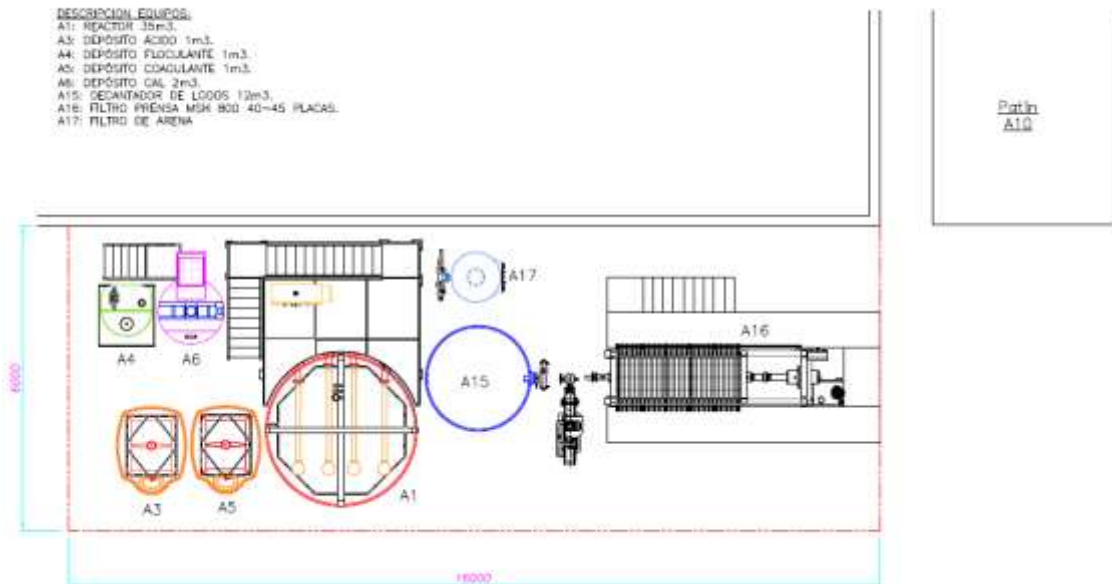 DESCRIPCION EQUIPOS:
A1: REACTOR 35m3.
A3: DEPÓSITO ÁCIDO 1m3.
A4: DEPÓSITO FLOCULANTE 1m3.
A5: DEPÓSITO COAGULANTE 1m3.
A6: DEPÓSITO CAL 2m3.
A15: DECANTADOR DE LODOS 12m3.
A16: FILTRO PRENSA MSK 800 40-45 PLACAS.
A17: FILTRO DE ARENA
Patin
A10
A17
A16
A4
A6
A15
6000
A3
A5
A1
16000